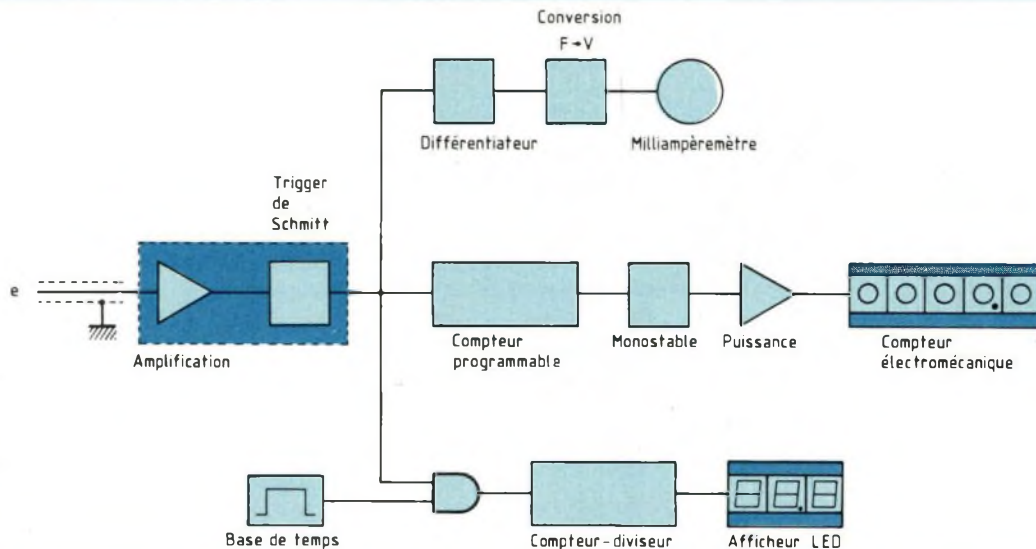 Conversion
F→V
Différentiateur
Milliampèremètre
Trigger
de
Schmitt
e
Amplification
Compteur
programmable
Monostable
Puissance
Compteur
électromécanique
Base de temps
Compteur-diviseur
Afficheur LED